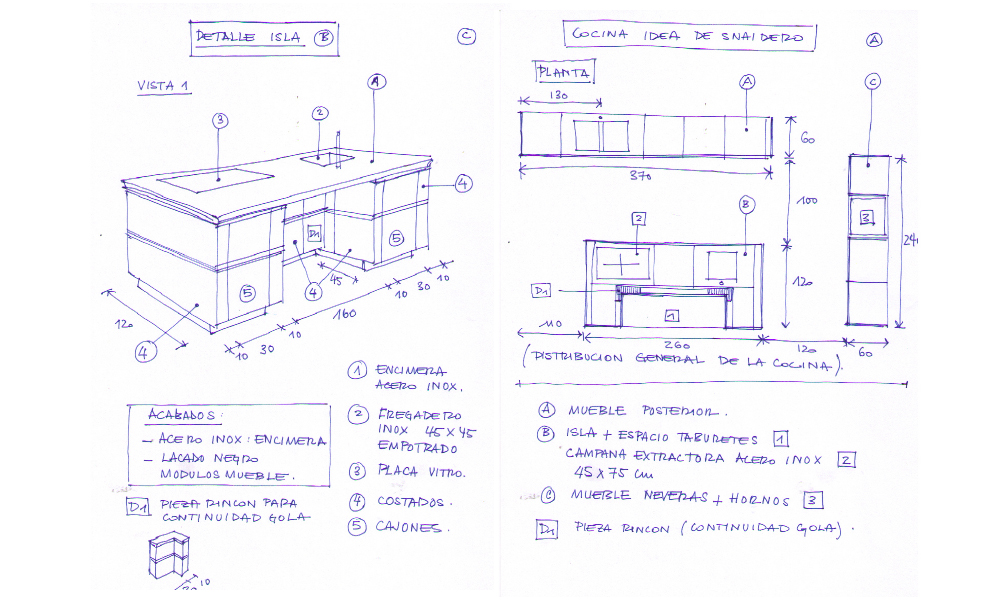 DETALLE ISLA B
C
VISTA 1
3
2
A
4
D1
5
5
4
45
10
30
10
160
10
30
10
120
4
1 ENCIMERA
ACERO INOX.
2 FREGADERO
INOX 45 X 45
EMPOTRADO
3 PLACA VITRO.
4 COSTADOS.
5 CAJONES.
ACABADOS:
- ACERO INOX: ENCIMERA
- LACADO NEGRO
MODULOS MUEBLE.
D1 PIEZA RINCON PARA
CONTINUIDAD GOLA
10
COCINA IDEA DE SNAIDERO
A
PLANTA
130
A
C
60
370
100
3
240
2
B
D1
1
120
110
260
120
60
(DISTRIBUCION GENERAL DE LA COCINA).
A MUEBLE POSTERIOR.
B ISLA + ESPACIO TABURETES 1
CAMPANA EXTRACTORA ACERO INOX 2
45 X 75 cm
C MUEBLE NEVERAS + HORNOS 3
D1 PIEZA RINCON (CONTINUIDAD GOLA).